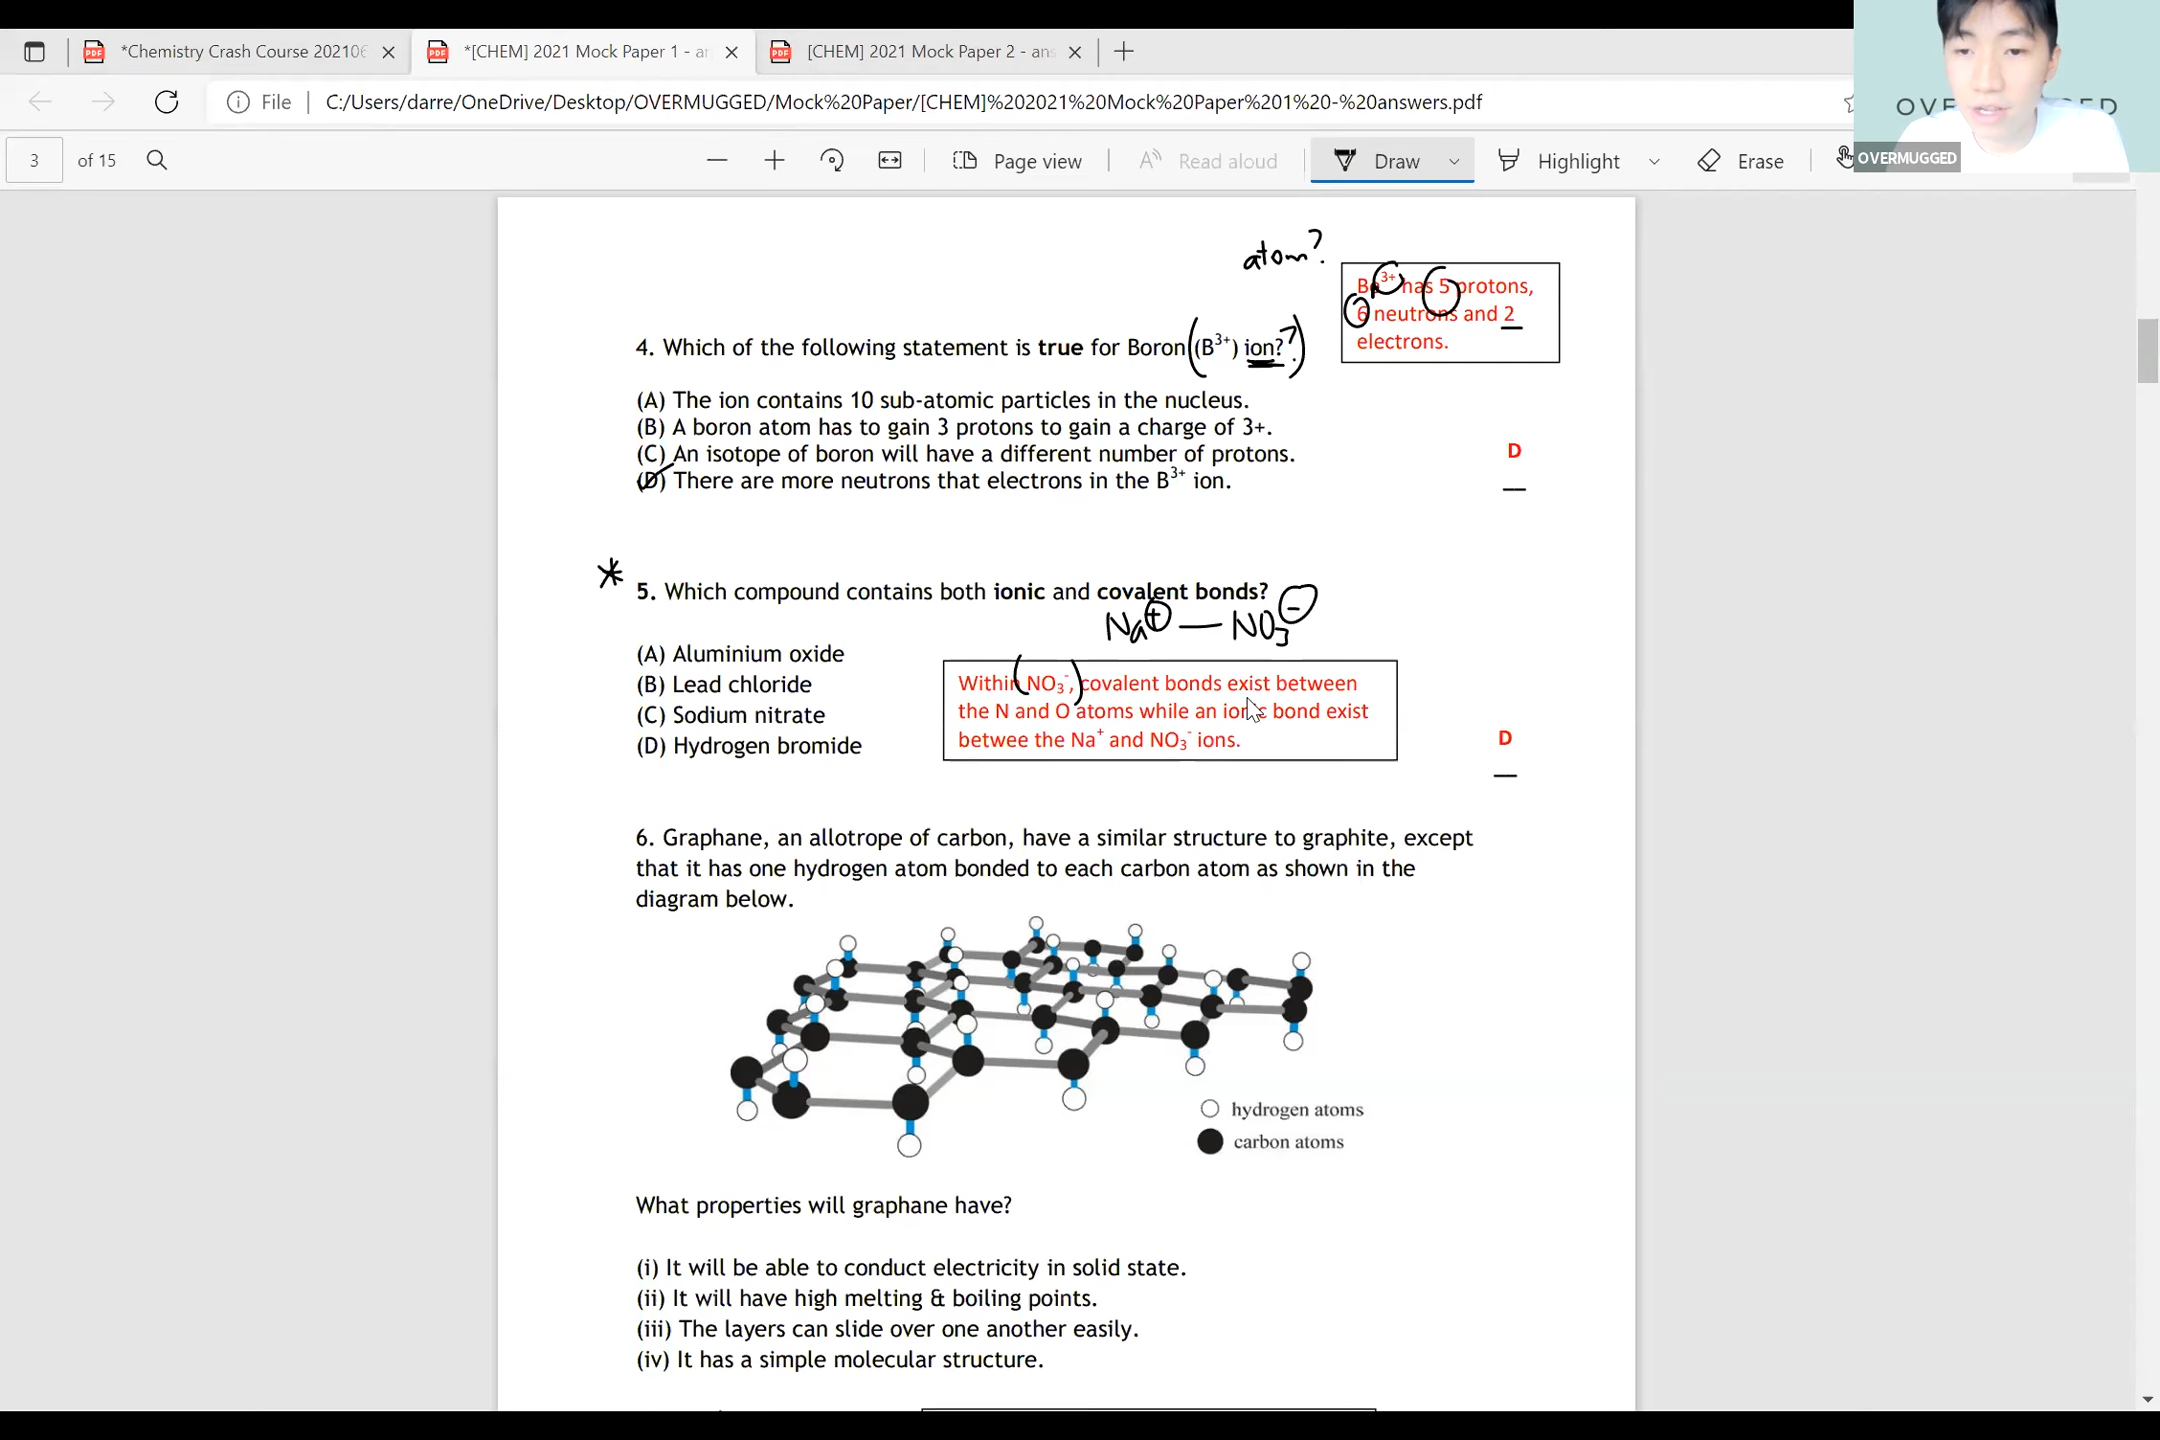 *Chemistry Crash Course 202106
*[CHEM] 2021 Mock Paper 1 - an
[CHEM] 2021 Mock Paper 2 - ans
File
C:/Users/darre/OneDrive/Desktop/OVERMUGGED/Mock%20Paper/[CHEM]%202021%20Mock%20Paper%201%20-%20answers.pdf
3 of 15
Page view
Read aloud
Draw
Highlight
Erase
OVERMUGGED
atom?
has 5 protons,
6 neutrons and 2
electrons.
4. Which of the following statement is true for Boron (B³⁺) ion?
(A) The ion contains 10 sub-atomic particles in the nucleus.
(B) A boron atom has to gain 3 protons to gain a charge of 3+.
(C) An isotope of boron will have a different number of protons.
(D) There are more neutrons that electrons in the B³⁺ ion.
D
* 5. Which compound contains both ionic and covalent bonds?
Na⁺ — NO₃⁻
(A) Aluminium oxide
(B) Lead chloride
(C) Sodium nitrate
(D) Hydrogen bromide
Within NO₃⁻, covalent bonds exist between
the N and O atoms while an ionic bond exist
betwee the Na⁺ and NO₃⁻ ions.
D
6. Graphane, an allotrope of carbon, have a similar structure to graphite, except
that it has one hydrogen atom bonded to each carbon atom as shown in the
diagram below.
hydrogen atoms
carbon atoms
What properties will graphane have?
(i) It will be able to conduct electricity in solid state.
(ii) It will have high melting & boiling points.
(iii) The layers can slide over one another easily.
(iv) It has a simple molecular structure.